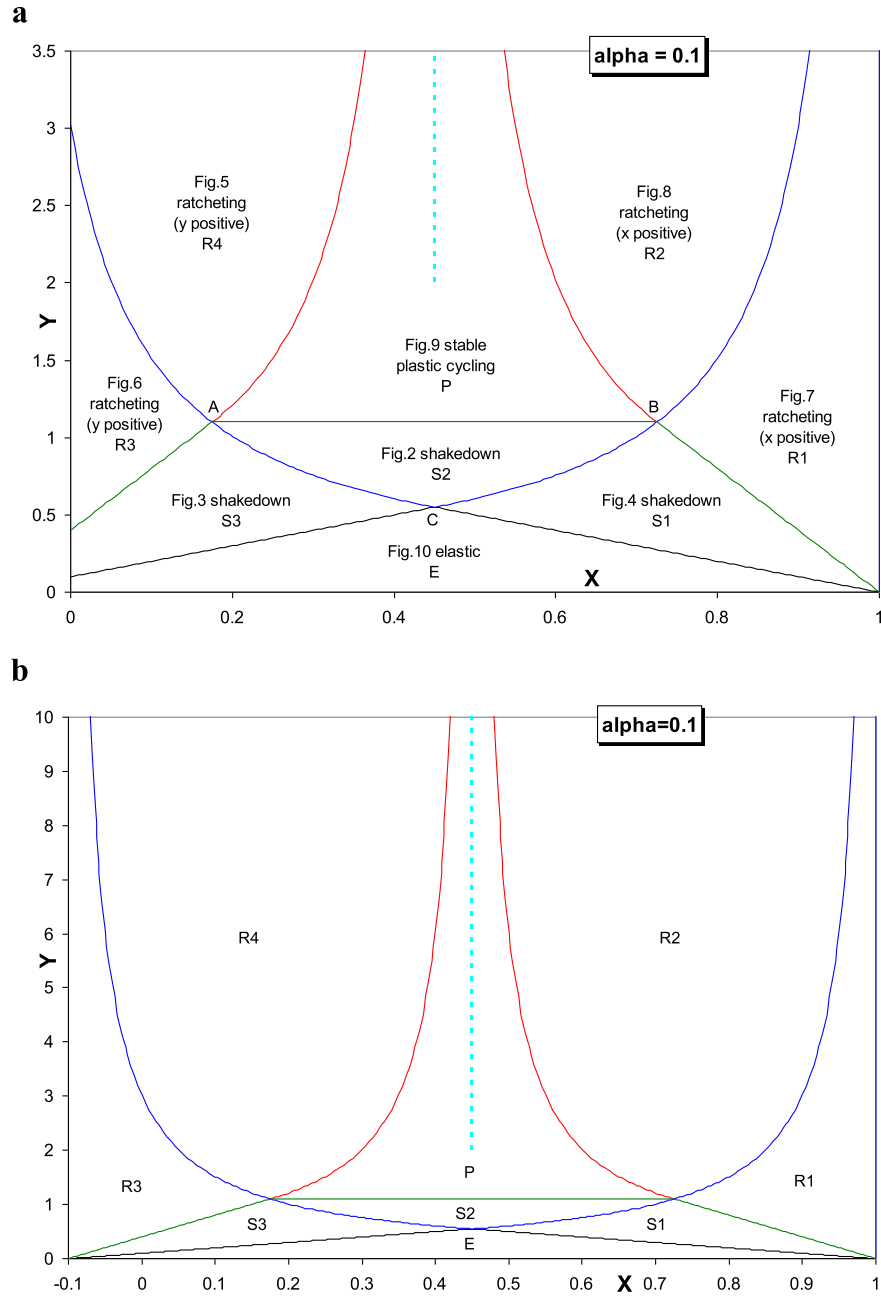 a
alpha = 0.1
3.5
3
2.5
2
1.5
1
0.5
0
Y
Fig.5
ratcheting
(y positive)
R4
Fig.8
ratcheting
(x positive)
R2
Fig.9 stable
plastic cycling
P
Fig.6
ratcheting
(y positive)
R3
Fig.7
ratcheting
(x positive)
R1
A
B
Fig.2 shakedown
S2
Fig.3 shakedown
S3
Fig.4 shakedown
S1
C
Fig.10 elastic
E
X
0 0.2 0.4 0.6 0.8 1
b
alpha=0.1
10
9
8
7
6
5
4
3
2
1
0
Y
R4
R2
P
R3
R1
S3
S2
S1
E
X
-0.1 0 0.1 0.2 0.3 0.4 0.5 0.6 0.7 0.8 0.9 1